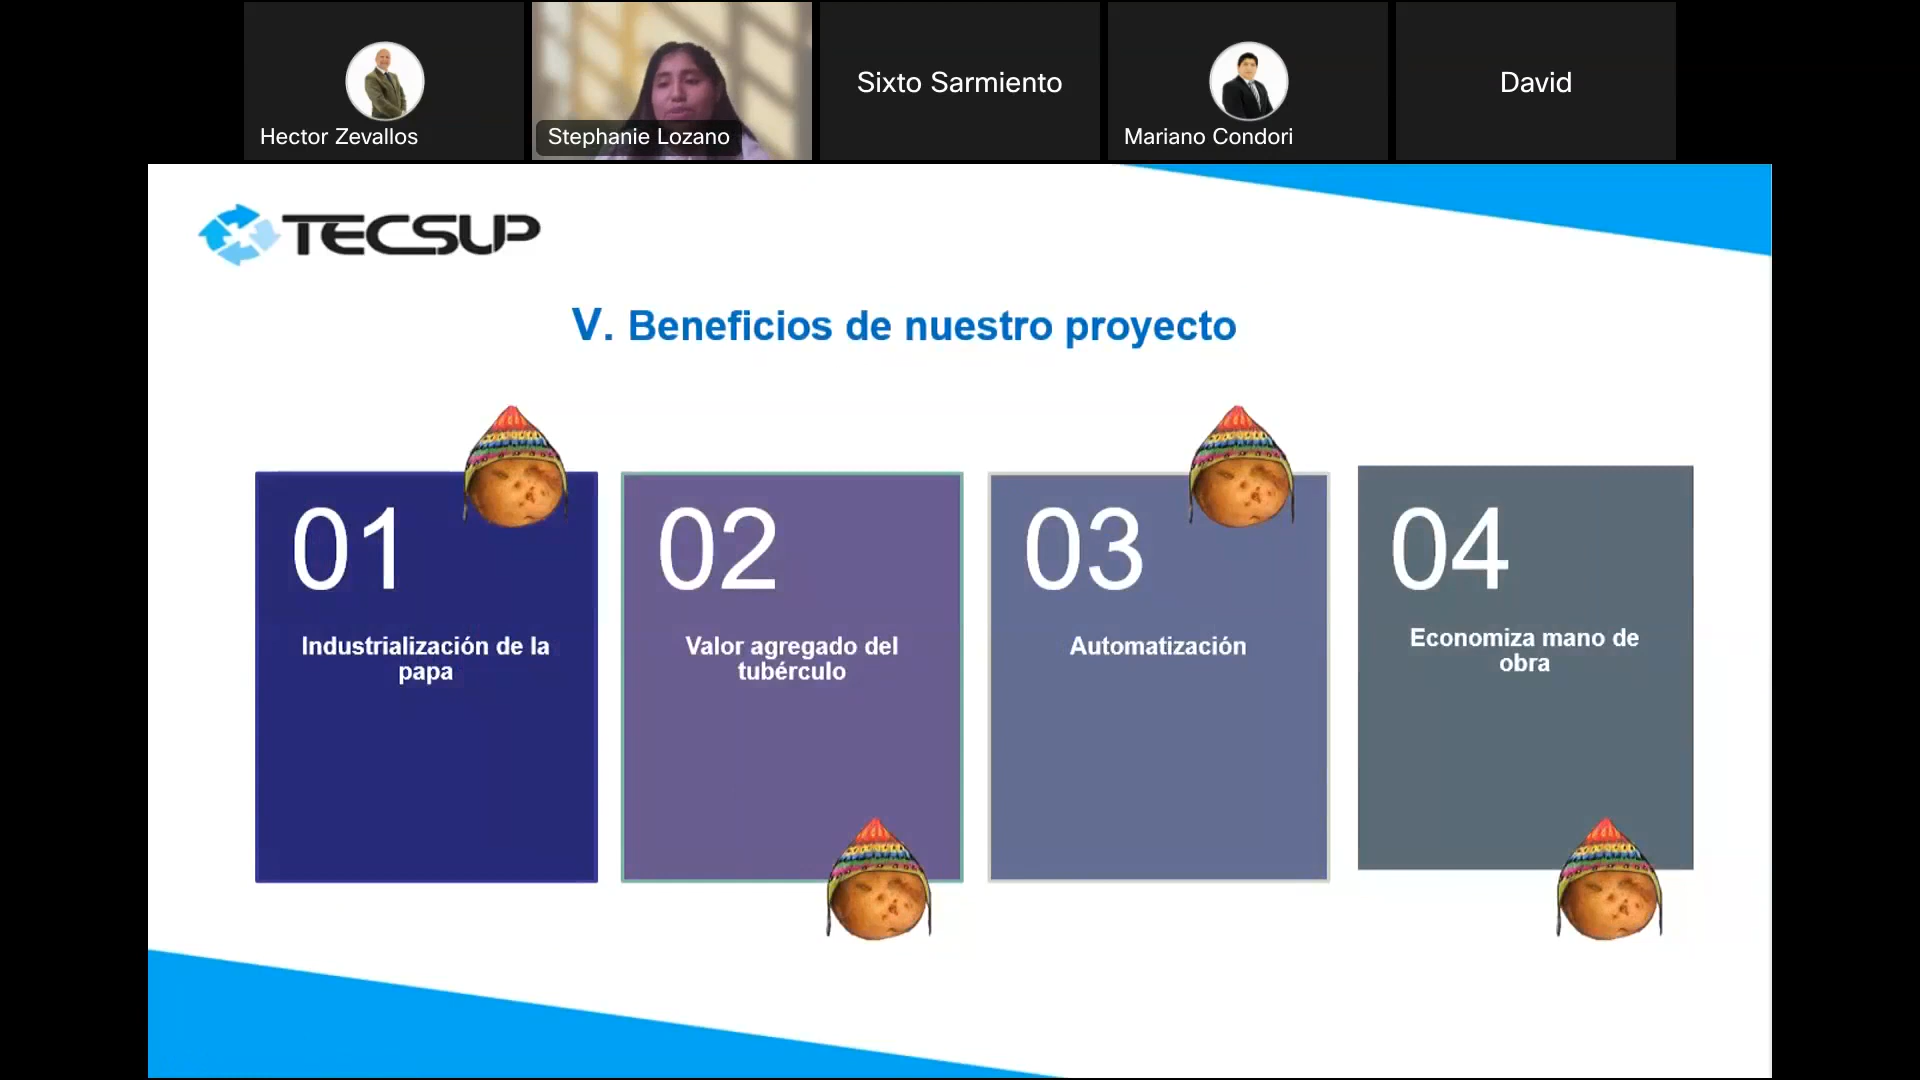 Hector Zevallos
Stephanie Lozano
Sixto Sarmiento
Mariano Condori
David
TECSUP
V. Beneficios de nuestro proyecto
01
Industrialización de la
papa
02
Valor agregado del
tubérculo
03
Automatización
04
Economiza mano de
obra